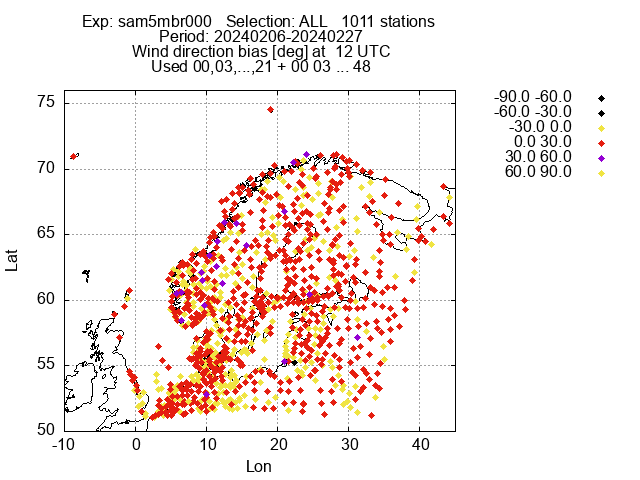 Exp: sam5mbr000 Selection: ALL 1011 stations
Period: 20240206-20240227
Wind direction bias [deg] at 12 UTC
Used 00,03,...,21 + 00 03 ... 48
-90.0 -60.0
-60.0 -30.0
-30.0 0.0
0.0 30.0
30.0 60.0
60.0 90.0
75
70
65
60
55
50
Lat
-10 0 10 20 30 40
Lon